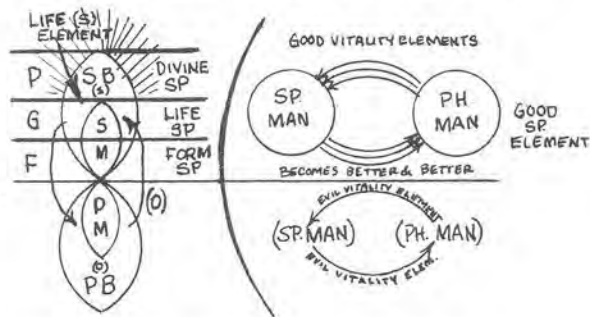 LIFE (S)
ELEMENT
P
SB
(S)
DIVINE
SP
G
S
LIFE
SP
F
M
FORM
SP
P
M
(O)
(O)
PB
GOOD VITALITY ELEMENTS
SP.
MAN
PH
MAN
GOOD
SP.
ELEMENT
BECOMES BETTER & BETTER
EVIL VITALITY ELEMENT
(SP. MAN)
(PH. MAN)
EVIL VITALITY ELEM.